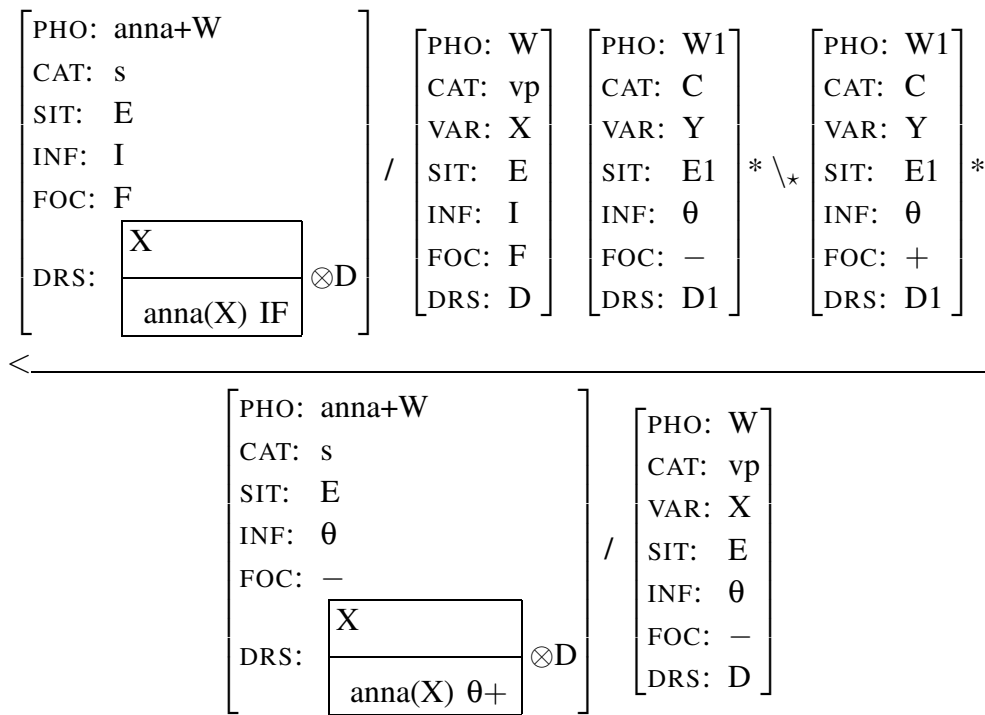 PHO: anna+W
CAT: s
SIT: E
INF: I
FOC: F
DRS: X
anna(X) IF
⊗D
/
PHO: W
CAT: vp
VAR: X
SIT: E
INF: I
FOC: F
DRS: D
PHO: W1
CAT: C
VAR: Y
SIT: E1
INF: θ
FOC: −
DRS: D1
* \⋆
PHO: W1
CAT: C
VAR: Y
SIT: E1
INF: θ
FOC: +
DRS: D1
*
<
PHO: anna+W
CAT: s
SIT: E
INF: θ
FOC: −
DRS: X
anna(X) θ+
⊗D
/
PHO: W
CAT: vp
VAR: X
SIT: E
INF: θ
FOC: −
DRS: D